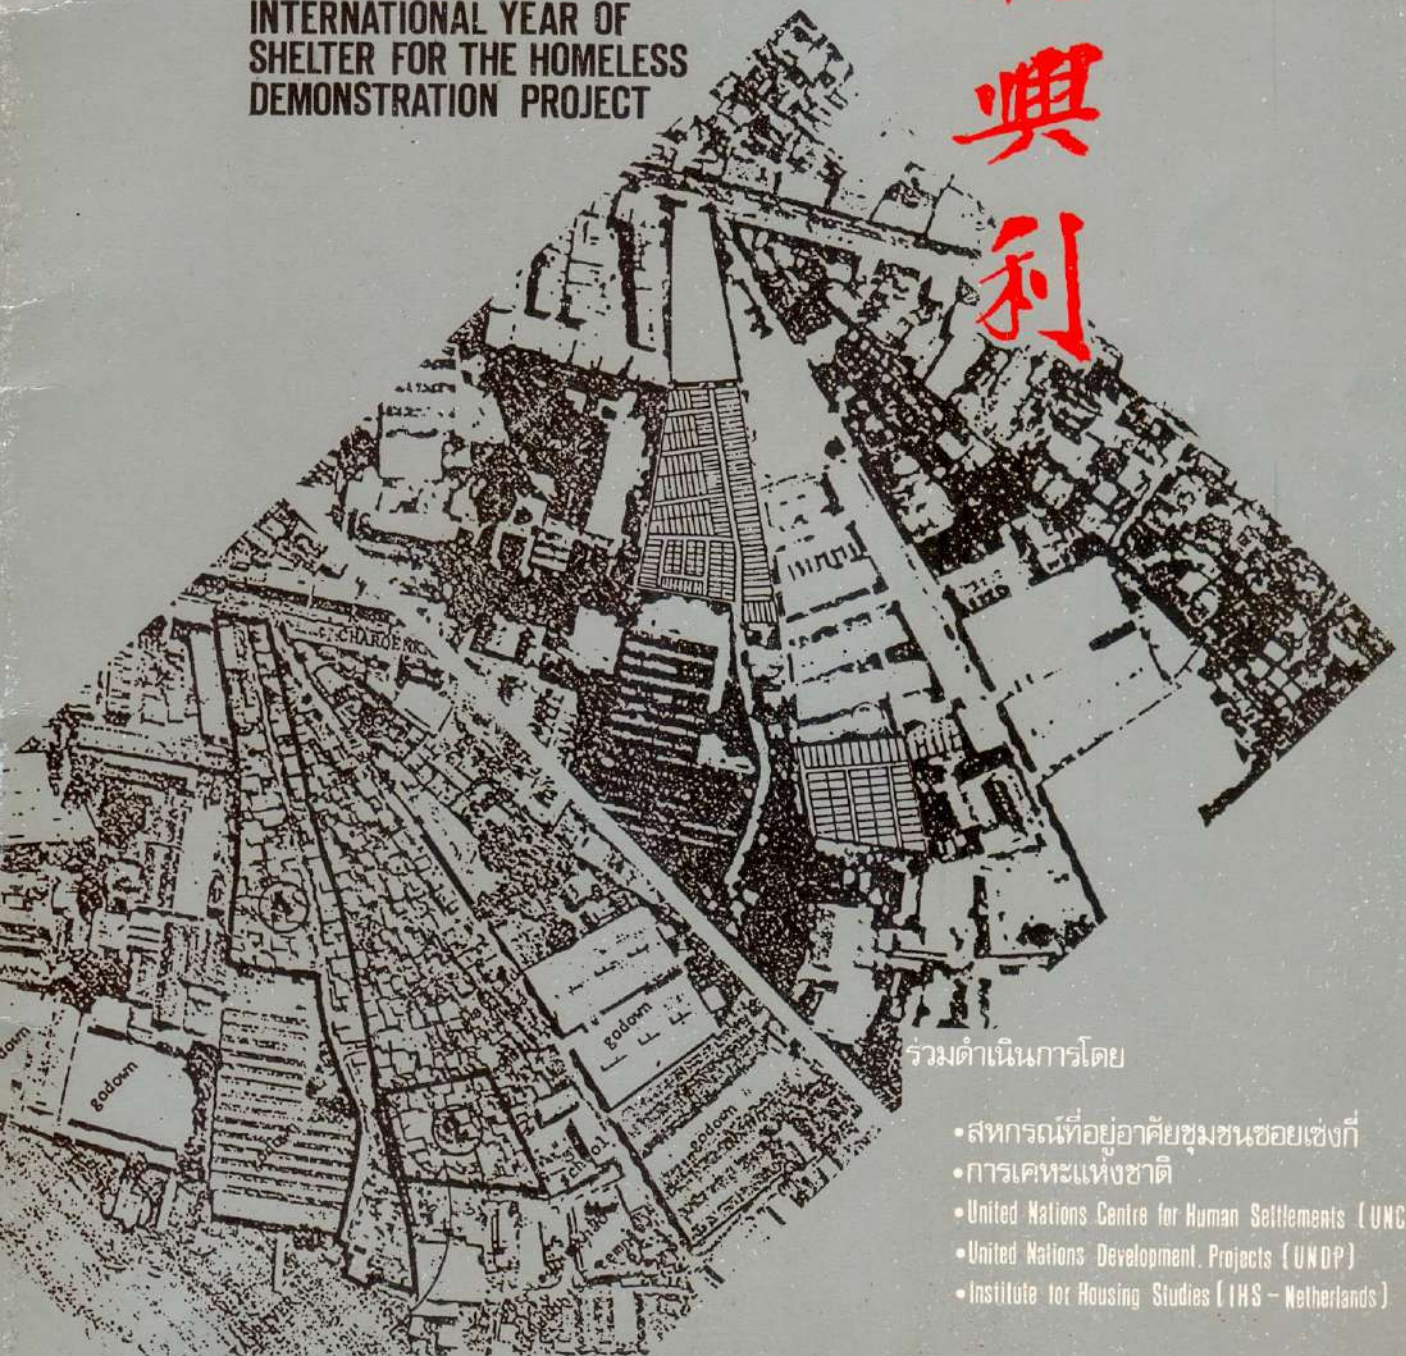 INTERNATIONAL YEAR OF
SHELTER FOR THE HOMELESS
DEMONSTRATION PROJECT
興
利
godown
godown
godown
school
ร่วมดำเนินการโดย
•สหกรณ์ที่อยู่อาศัยชุมชนซอยเซ่งกี่
•การเคหะแห่งชาติ
•United Nations Centre for Human Settlements (UNC
•United Nations Development. Projects (UNDP)
•Institute for Housing Studies (IHS - Netherlands)